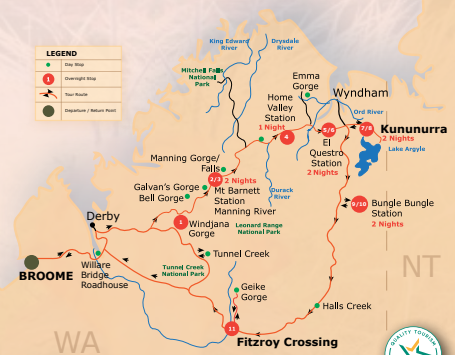 LEGEND
Day Stop
1 Overnight Stop
Tour Route
Departure / Return Point
King Edward
River
Drysdale
River
Mitchell Falls
National
Park
Emma
Gorge
Home
Valley
Station
1 Night
4
Wyndham
Ord River
5/6
7/8
Kununurra
2 Nights
El
Questro
Station
2 Nights
Lake Argyle
Manning Gorge/
Falls
2/3 2 Nights
Mt Barnett
Station
Manning River
Galvan's Gorge
Bell Gorge
Durack
River
9/10
Bungle Bungle
Station
2 Nights
Derby
1
Windjana
Gorge
Leonard Range
National Park
Tunnel Creek
Tunnel Creek
National Park
Willare
Bridge
Roadhouse
BROOME
Geike
Gorge
Halls Creek
NT
WA
11
Fitzroy Crossing
QUALITY TOURISM